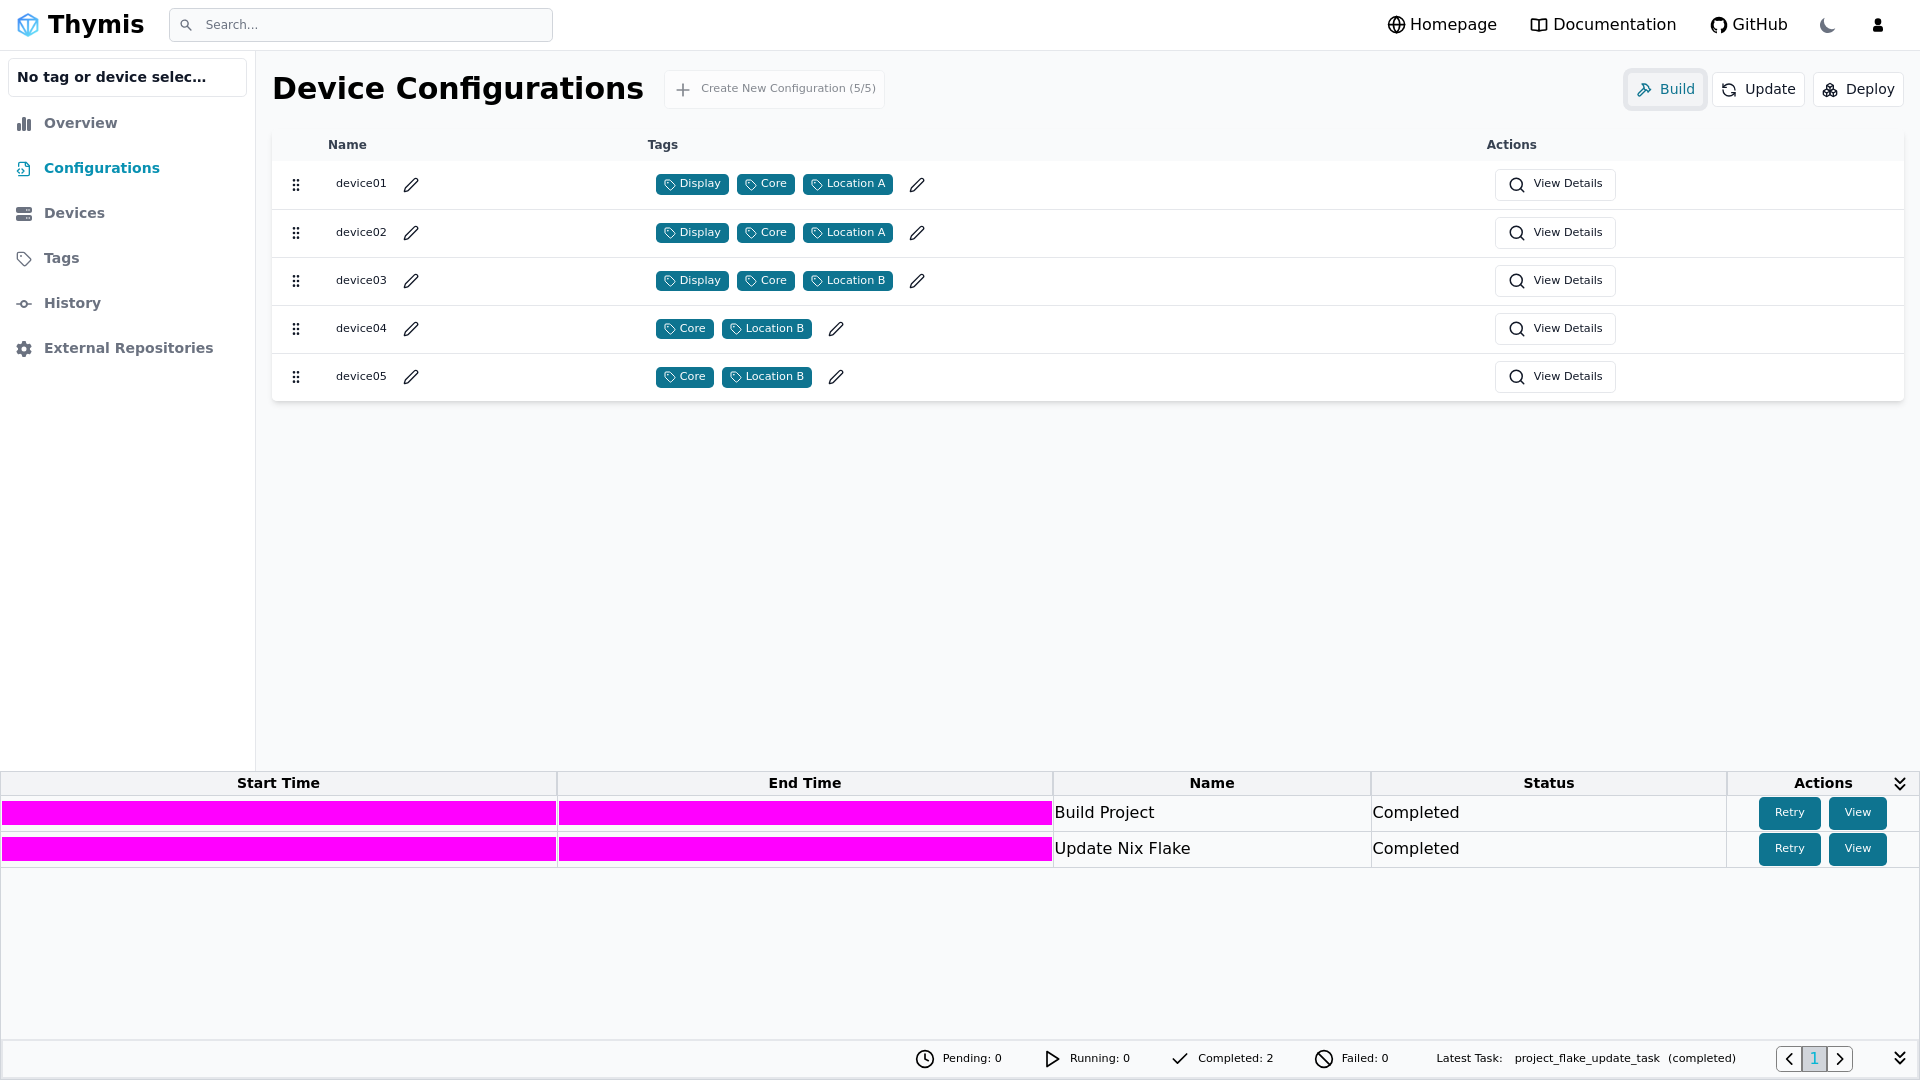 Thymis
Search...
Homepage
Documentation
GitHub
No tag or device selec...
Overview
Configurations
Devices
Tags
History
External Repositories
Device Configurations
Create New Configuration (5/5)
Build
Update
Deploy
Name Tags Actions
device01 Display Core Location A View Details
device02 Display Core Location A View Details
device03 Display Core Location B View Details
device04 Core Location B View Details
device05 Core Location B View Details
Start Time End Time Name Status Actions
Build Project Completed Retry View
Update Nix Flake Completed Retry View
Pending: 0 Running: 0 Completed: 2 Failed: 0 Latest Task: project_flake_update_task (completed) 1